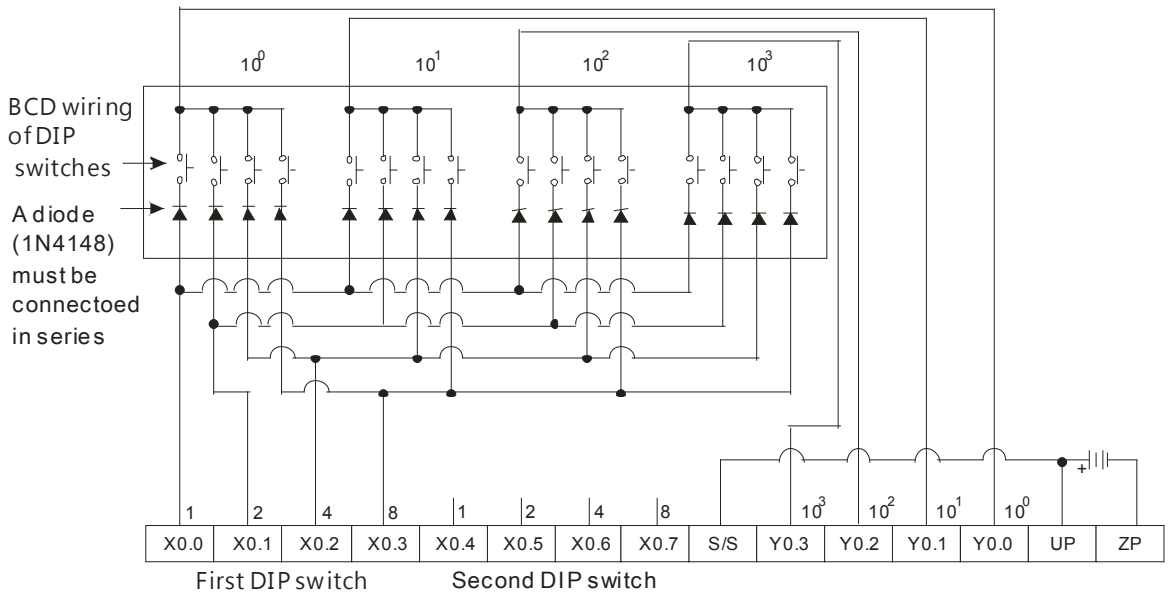 10⁰ 10¹ 10² 10³
BCD wiring
of DIP
switches
A diode
(1N4148)
must be
connectoed
in series
1 2 4 8 1 2 4 8 10³ 10² 10¹ 10⁰ +
X0.0 X0.1 X0.2 X0.3 X0.4 X0.5 X0.6 X0.7 S/S Y0.3 Y0.2 Y0.1 Y0.0 UP ZP
First DIP switch Second DIP switch